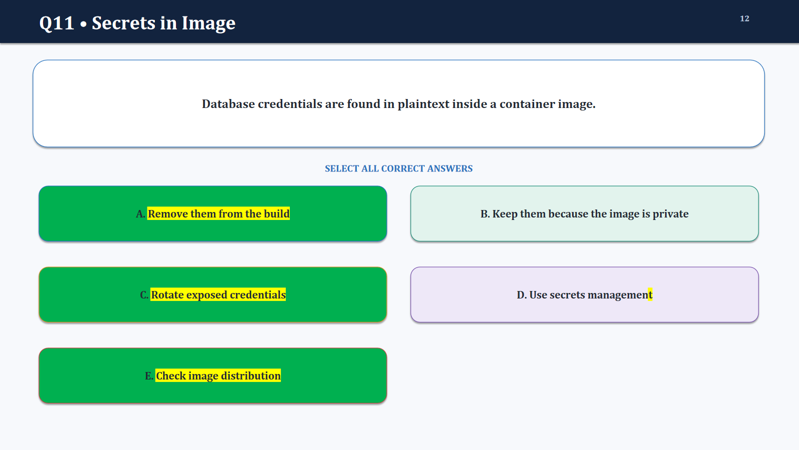 Q11 • Secrets in Image
12
Database credentials are found in plaintext inside a container image.
SELECT ALL CORRECT ANSWERS
A. Remove them from the build
B. Keep them because the image is private
C. Rotate exposed credentials
D. Use secrets management
E. Check image distribution